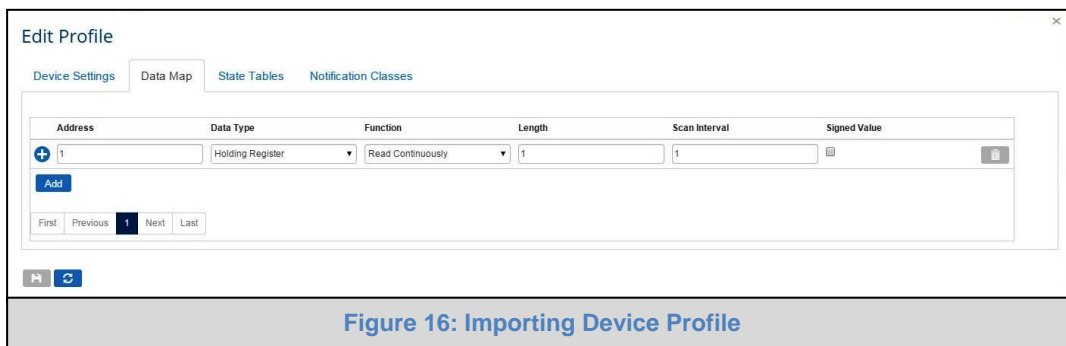 Edit Profile
Device Settings Data Map State Tables Notification Classes
Address Data Type Function Length Scan Interval Signed Value
1 Holding Register Read Continuously 1 1
Add
First Previous 1 Next Last
Figure 16: Importing Device Profile